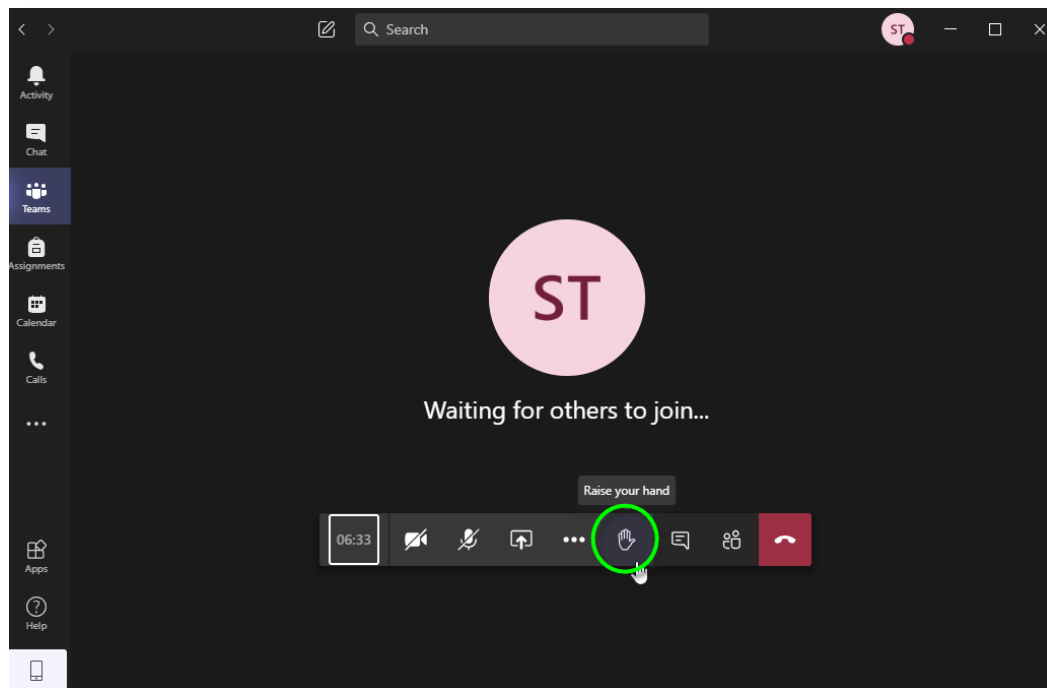 Search
ST
Activity
Chat
Teams
Assignments
Calendar
Calls
ST
Waiting for others to join...
Raise your hand
06:33
Apps
Help